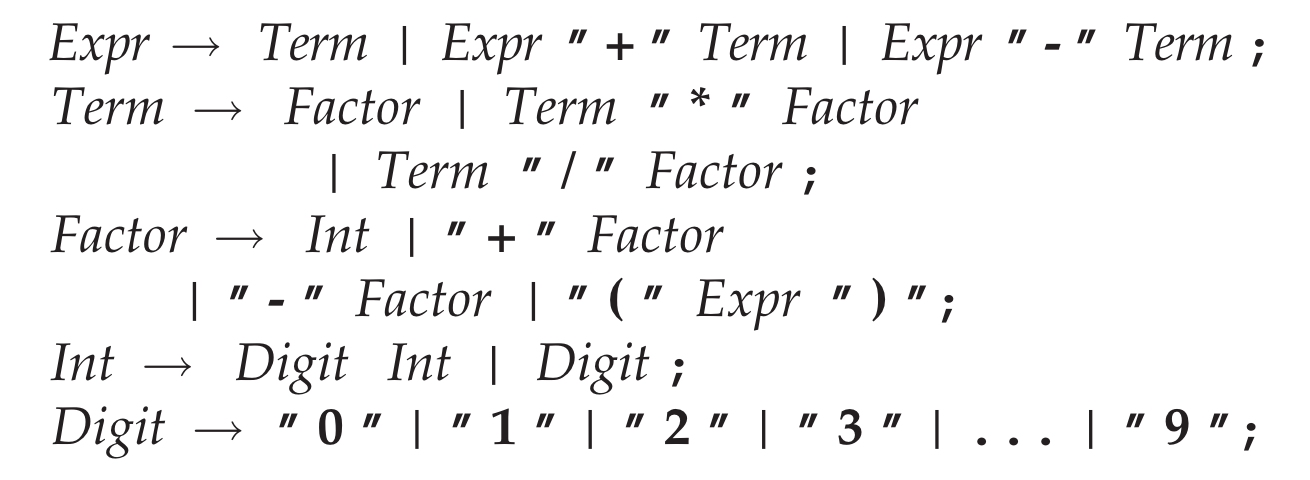 Expr → Term | Expr "+" Term | Expr "-" Term ;
Term → Factor | Term "*" Factor
| Term "/" Factor ;
Factor → Int | "+" Factor
| "-" Factor | "(" Expr ")" ;
Int → Digit Int | Digit ;
Digit → "0" | "1" | "2" | "3" | ... | "9" ;